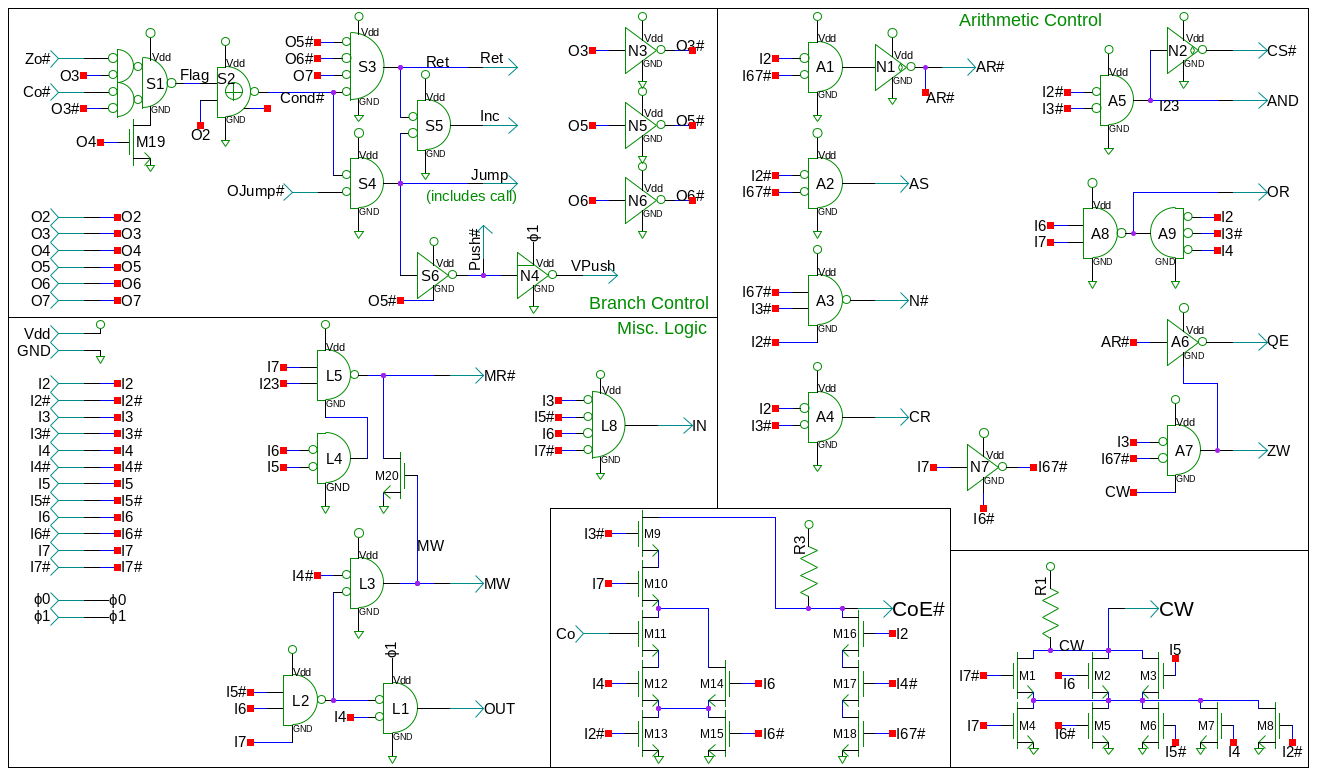 Branch Control
Zo#
O3
Co#
O3#
Vdd
S1
GND
Flag
O4
M19
Vdd
S2
GND
O2
Cond#
O5#
O6#
O7
Vdd
S3
GND
Ret
Ret
S5
GND
Inc
Vdd
S4
GND
OJump#
Jump
(includes call)
Vdd
S6
GND
O5#
Push#
ϕ1
Vdd
N4
GND
VPush
O3
N3
O3#
O5
N5
O5#
O6
N6
O6#
O2 O2
O3 O3
O4 O4
O5 O5
O6 O6
O7 O7
Misc. Logic
Vdd
GND
I2 I2
I2# I2#
I3 I3
I3# I3#
I4 I4
I4# I4#
I5 I5
I5# I5#
I6 I6
I6# I6#
I7 I7
I7# I7#
ϕ0 ϕ0
ϕ1 ϕ1
I7
I23
Vdd
L5
GND
MR#
I6
I5
L4
GND
M20
MW
I4#
Vdd
L3
GND
MW
I5#
I6
I7
Vdd
L2
GND
I4
ϕ1
Vdd
L1
GND
OUT
I3
I5#
I6
I7#
Vdd
L8
GND
IN
Arithmetic Control
I2
I67#
Vdd
A1
GND
Vdd
N1
GND
AR#
AR#
I2#
I67#
Vdd
A2
GND
AS
I67#
I3#
I2#
Vdd
A3
GND
N#
I2
I3#
Vdd
A4
GND
CR
I2#
I3#
Vdd
A5
GND
I23
Vdd
N2
GND
CS#
AND
I6
I7
Vdd
A8
GND
A9
GND
I2
I3#
I4
OR
AR#
Vdd
A6
GND
QE
I3
I67#
CW
Vdd
A7
GND
ZW
I7
Vdd
N7
GND
I67#
I6#
I3#
M9
I7
M10
Co
M11
I4
M12
I2#
M13
M14
I6
M15
I6#
R3
CoE#
M16
I2
M17
I4#
M18
I67#
R1
CW
CW
I7#
M1
I6
M2
M3
I5
I7
M4
I6#
M5
M6
I5#
M7
I4
M8
I2#